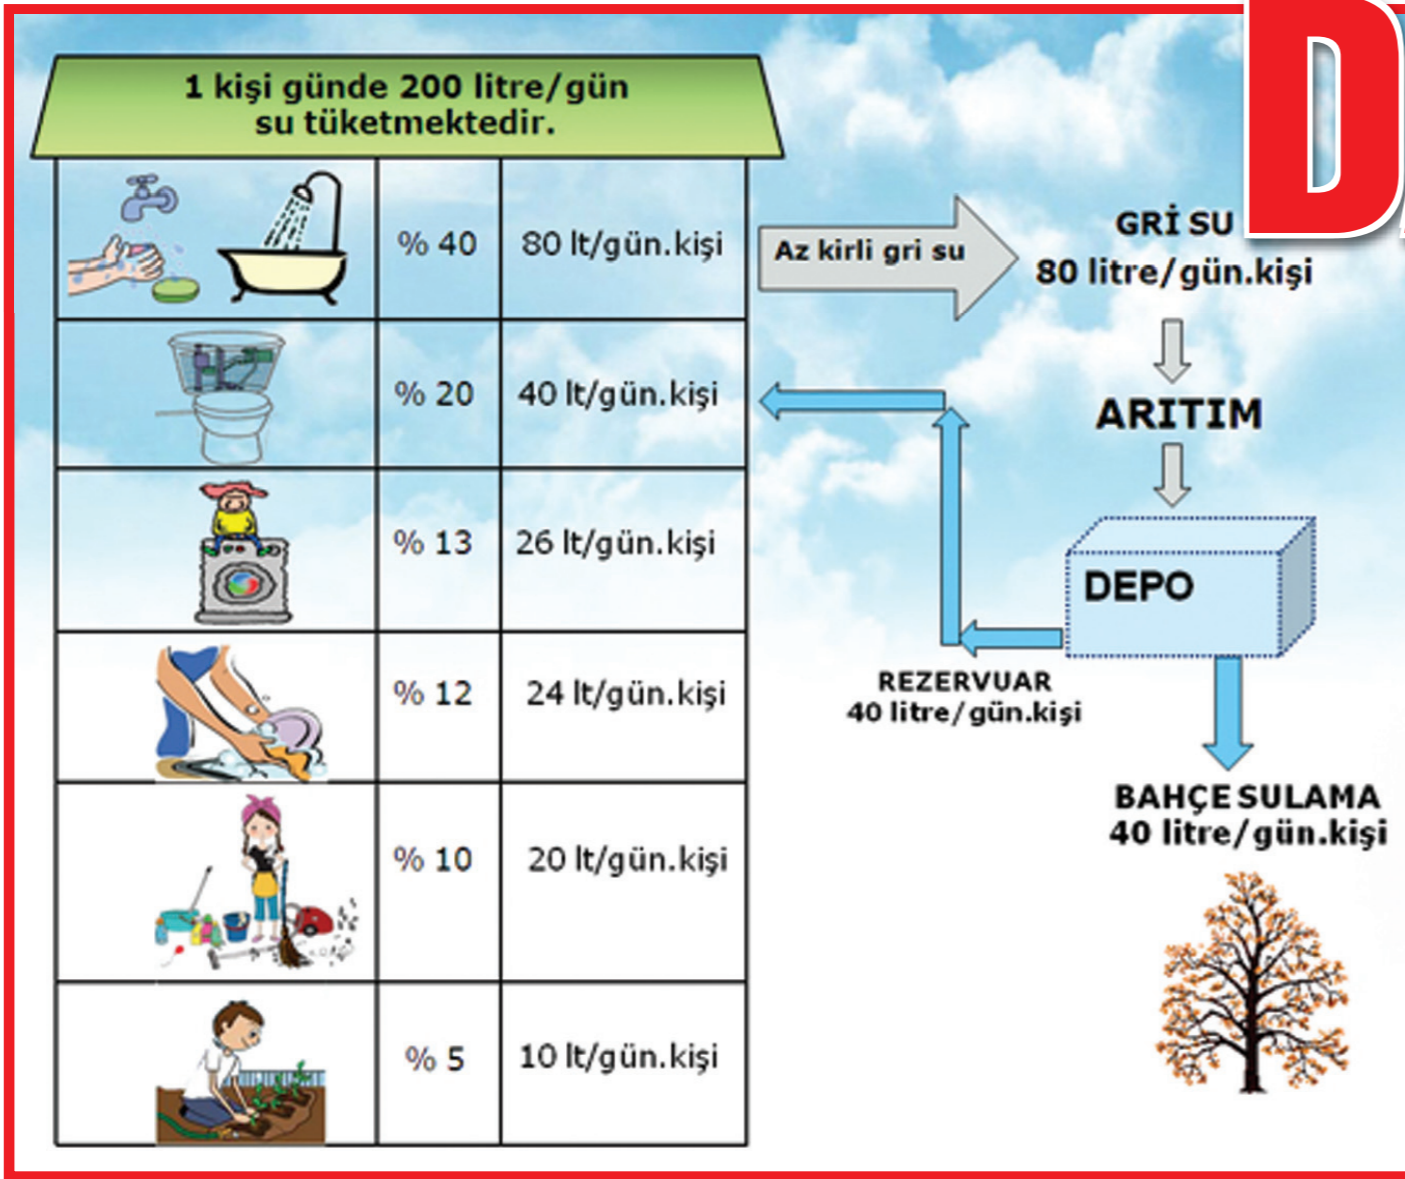 1 kişi günde 200 litre/gün
su tüketmektedir.
% 40 80 lt/gün.kişi
% 20 40 lt/gün.kişi
% 13 26 lt/gün.kişi
% 12 24 lt/gün.kişi
% 10 20 lt/gün.kişi
% 5 10 lt/gün.kişi
Az kirli gri su
D
GRİ SU
80 litre/gün.kişi
ARITIM
DEPO
REZERVUAR
40 litre/gün.kişi
BAHÇE SULAMA
40 litre/gün.kişi